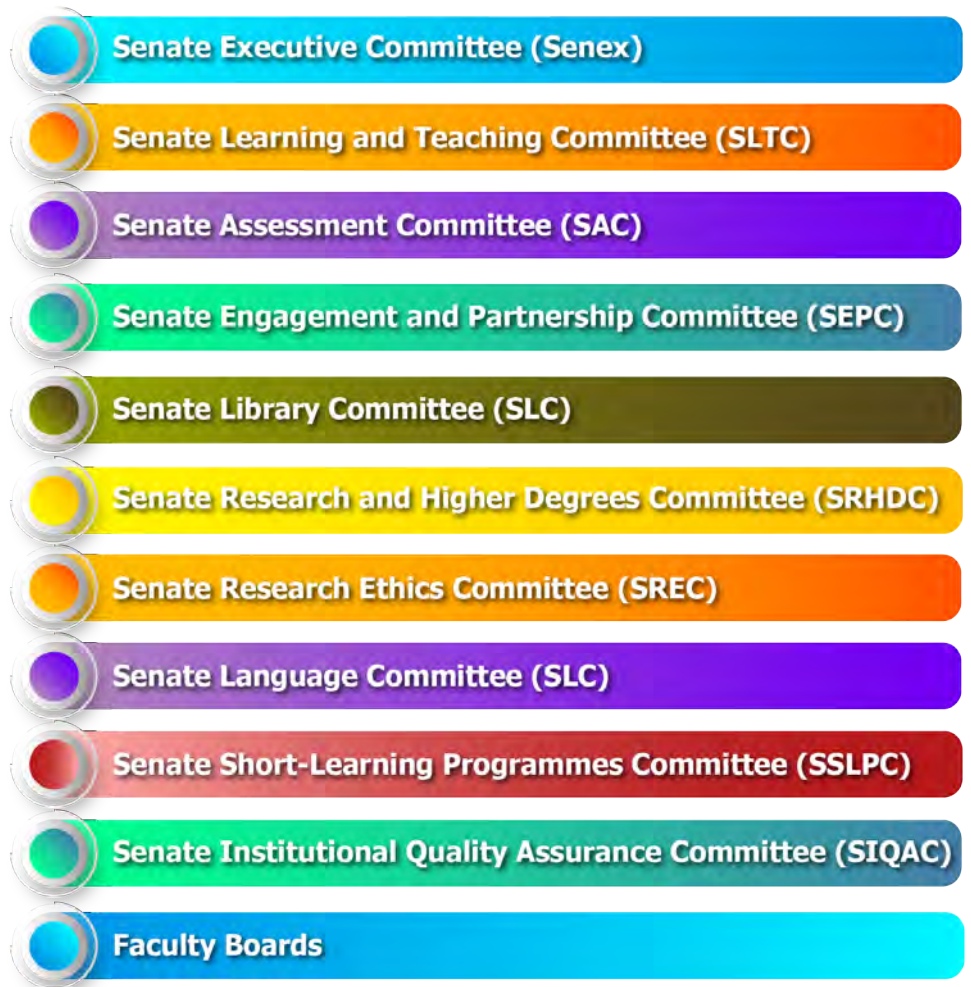 Senate Executive Committee (Senex)
Senate Learning and Teaching Committee (SLTC)
Senate Assessment Committee (SAC)
Senate Engagement and Partnership Committee (SEPC)
Senate Library Committee (SLC)
Senate Research and Higher Degrees Committee (SRHDC)
Senate Research Ethics Committee (SREC)
Senate Language Committee (SLC)
Senate Short-Learning Programmes Committee (SSLPC)
Senate Institutional Quality Assurance Committee (SIQAC)
Faculty Boards